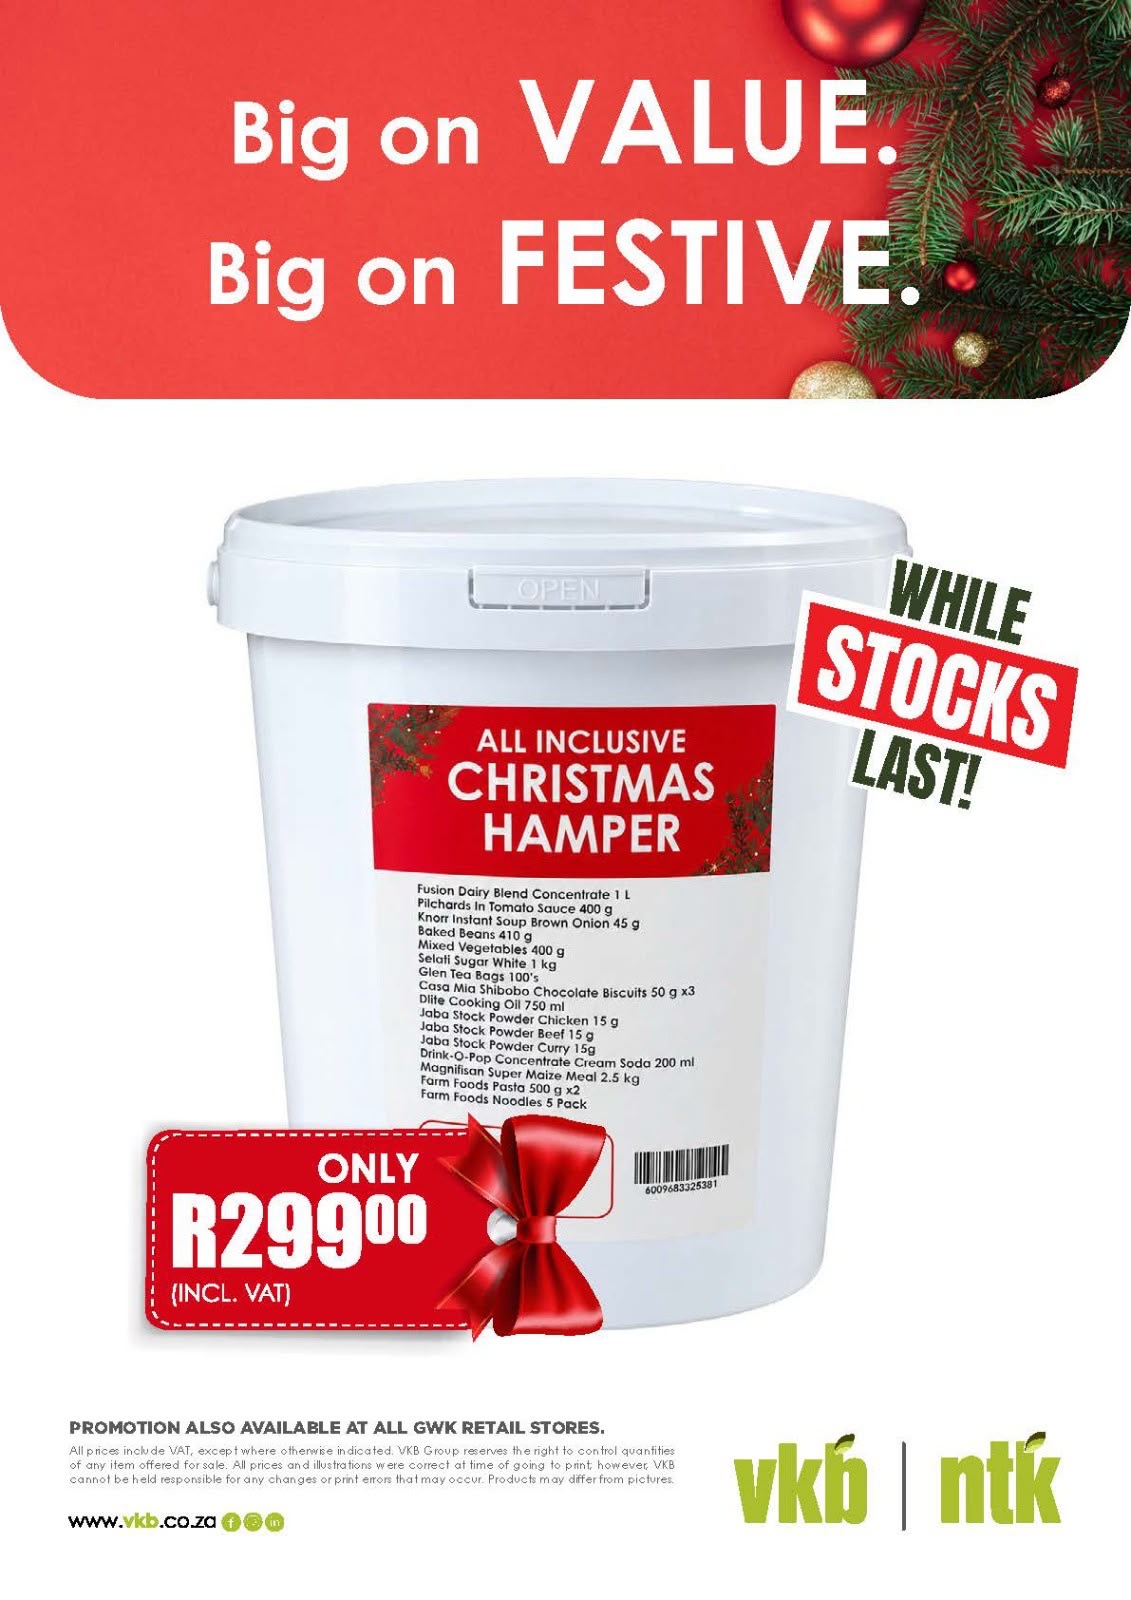 Big on VALUE.
Big on FESTIVE.
OPEN
WHILE
STOCKS
LAST!
ALL INCLUSIVE
CHRISTMAS
HAMPER
Fusion Dairy Blend Concentrate 1 L
Pilchards In Tomato Sauce 400 g
Knorr Instant Soup Brown Onion 45 g
Baked Beans 410 g
Mixed Vegetables 400 g
Selati Sugar White 1 kg
Glen Tea Bags 100's
Casa Mia Shibobo Chocolate Biscuits 50 g x3
Dlite Cooking Oil 750 ml
Jaba Stock Powder Chicken 15 g
Jaba Stock Powder Beef 15 g
Jaba Stock Powder Curry 15g
Drink-O-Pop Concentrate Cream Soda 200 ml
Magnifisan Super Maize Meal 2.5 kg
Farm Foods Pasta 500 g x2
Farm Foods Noodles 5 Pack
6009683325381
ONLY
R29900
(INCL. VAT)
PROMOTION ALSO AVAILABLE AT ALL GWK RETAIL STORES.
All prices include VAT, except where otherwise indicated. VKB Group reserves the right to control quantities
of any item offered for sale. All prices and illustrations were correct at time of going to print, however, VKB
cannot be held responsible for any changes or print errors that may occur. Products may differ from pictures.
www.vkb.co.za
vkb | ntk